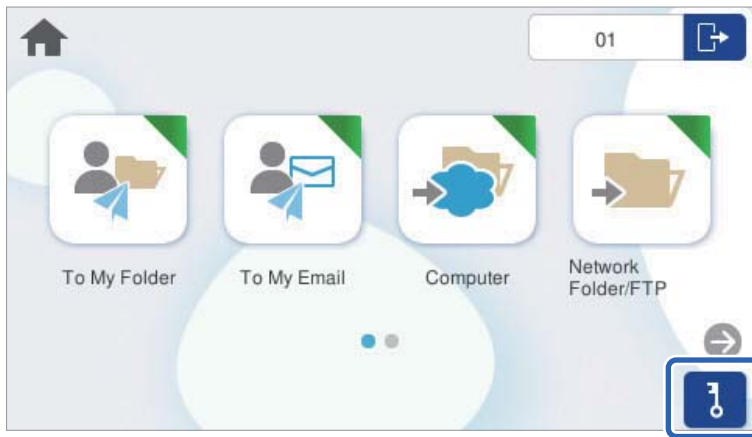 01
To My Folder
To My Email
Computer
Network
Folder/FTP